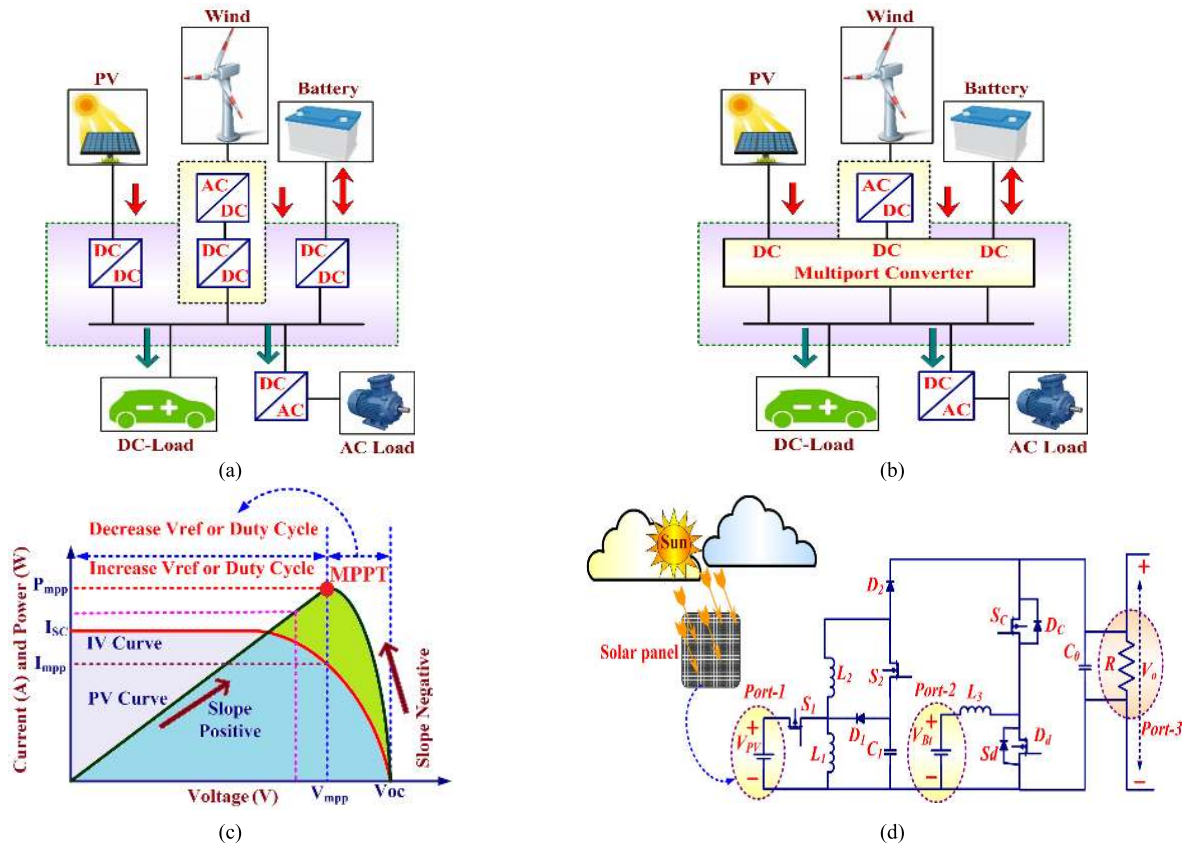 Wind
PV
Battery
AC
DC
DC
DC
DC
DC
DC
DC
DC-Load
DC
AC
AC Load
(a)
Wind
PV
Battery
AC
DC
DC
DC
DC
Multiport Converter
DC-Load
DC
AC
AC Load
(b)
Current (A) and Power (W)
Decrease Vref or Duty Cycle
Increase Vref or Duty Cycle
MPPT
Pmpp
ISC
IV Curve
Impp
PV Curve
Slope
Positive
Slope Negative
Voltage (V)
Vmpp
Voc
(c)
Sun
Solar panel
Port-1
+
VPV
−
S1
L1
L2
D1
C1
D2
S2
Port-2
+
VBt
−
L3
SC
DC
Sd
Dd
C0
R
+
Vo
−
Port-3
(d)